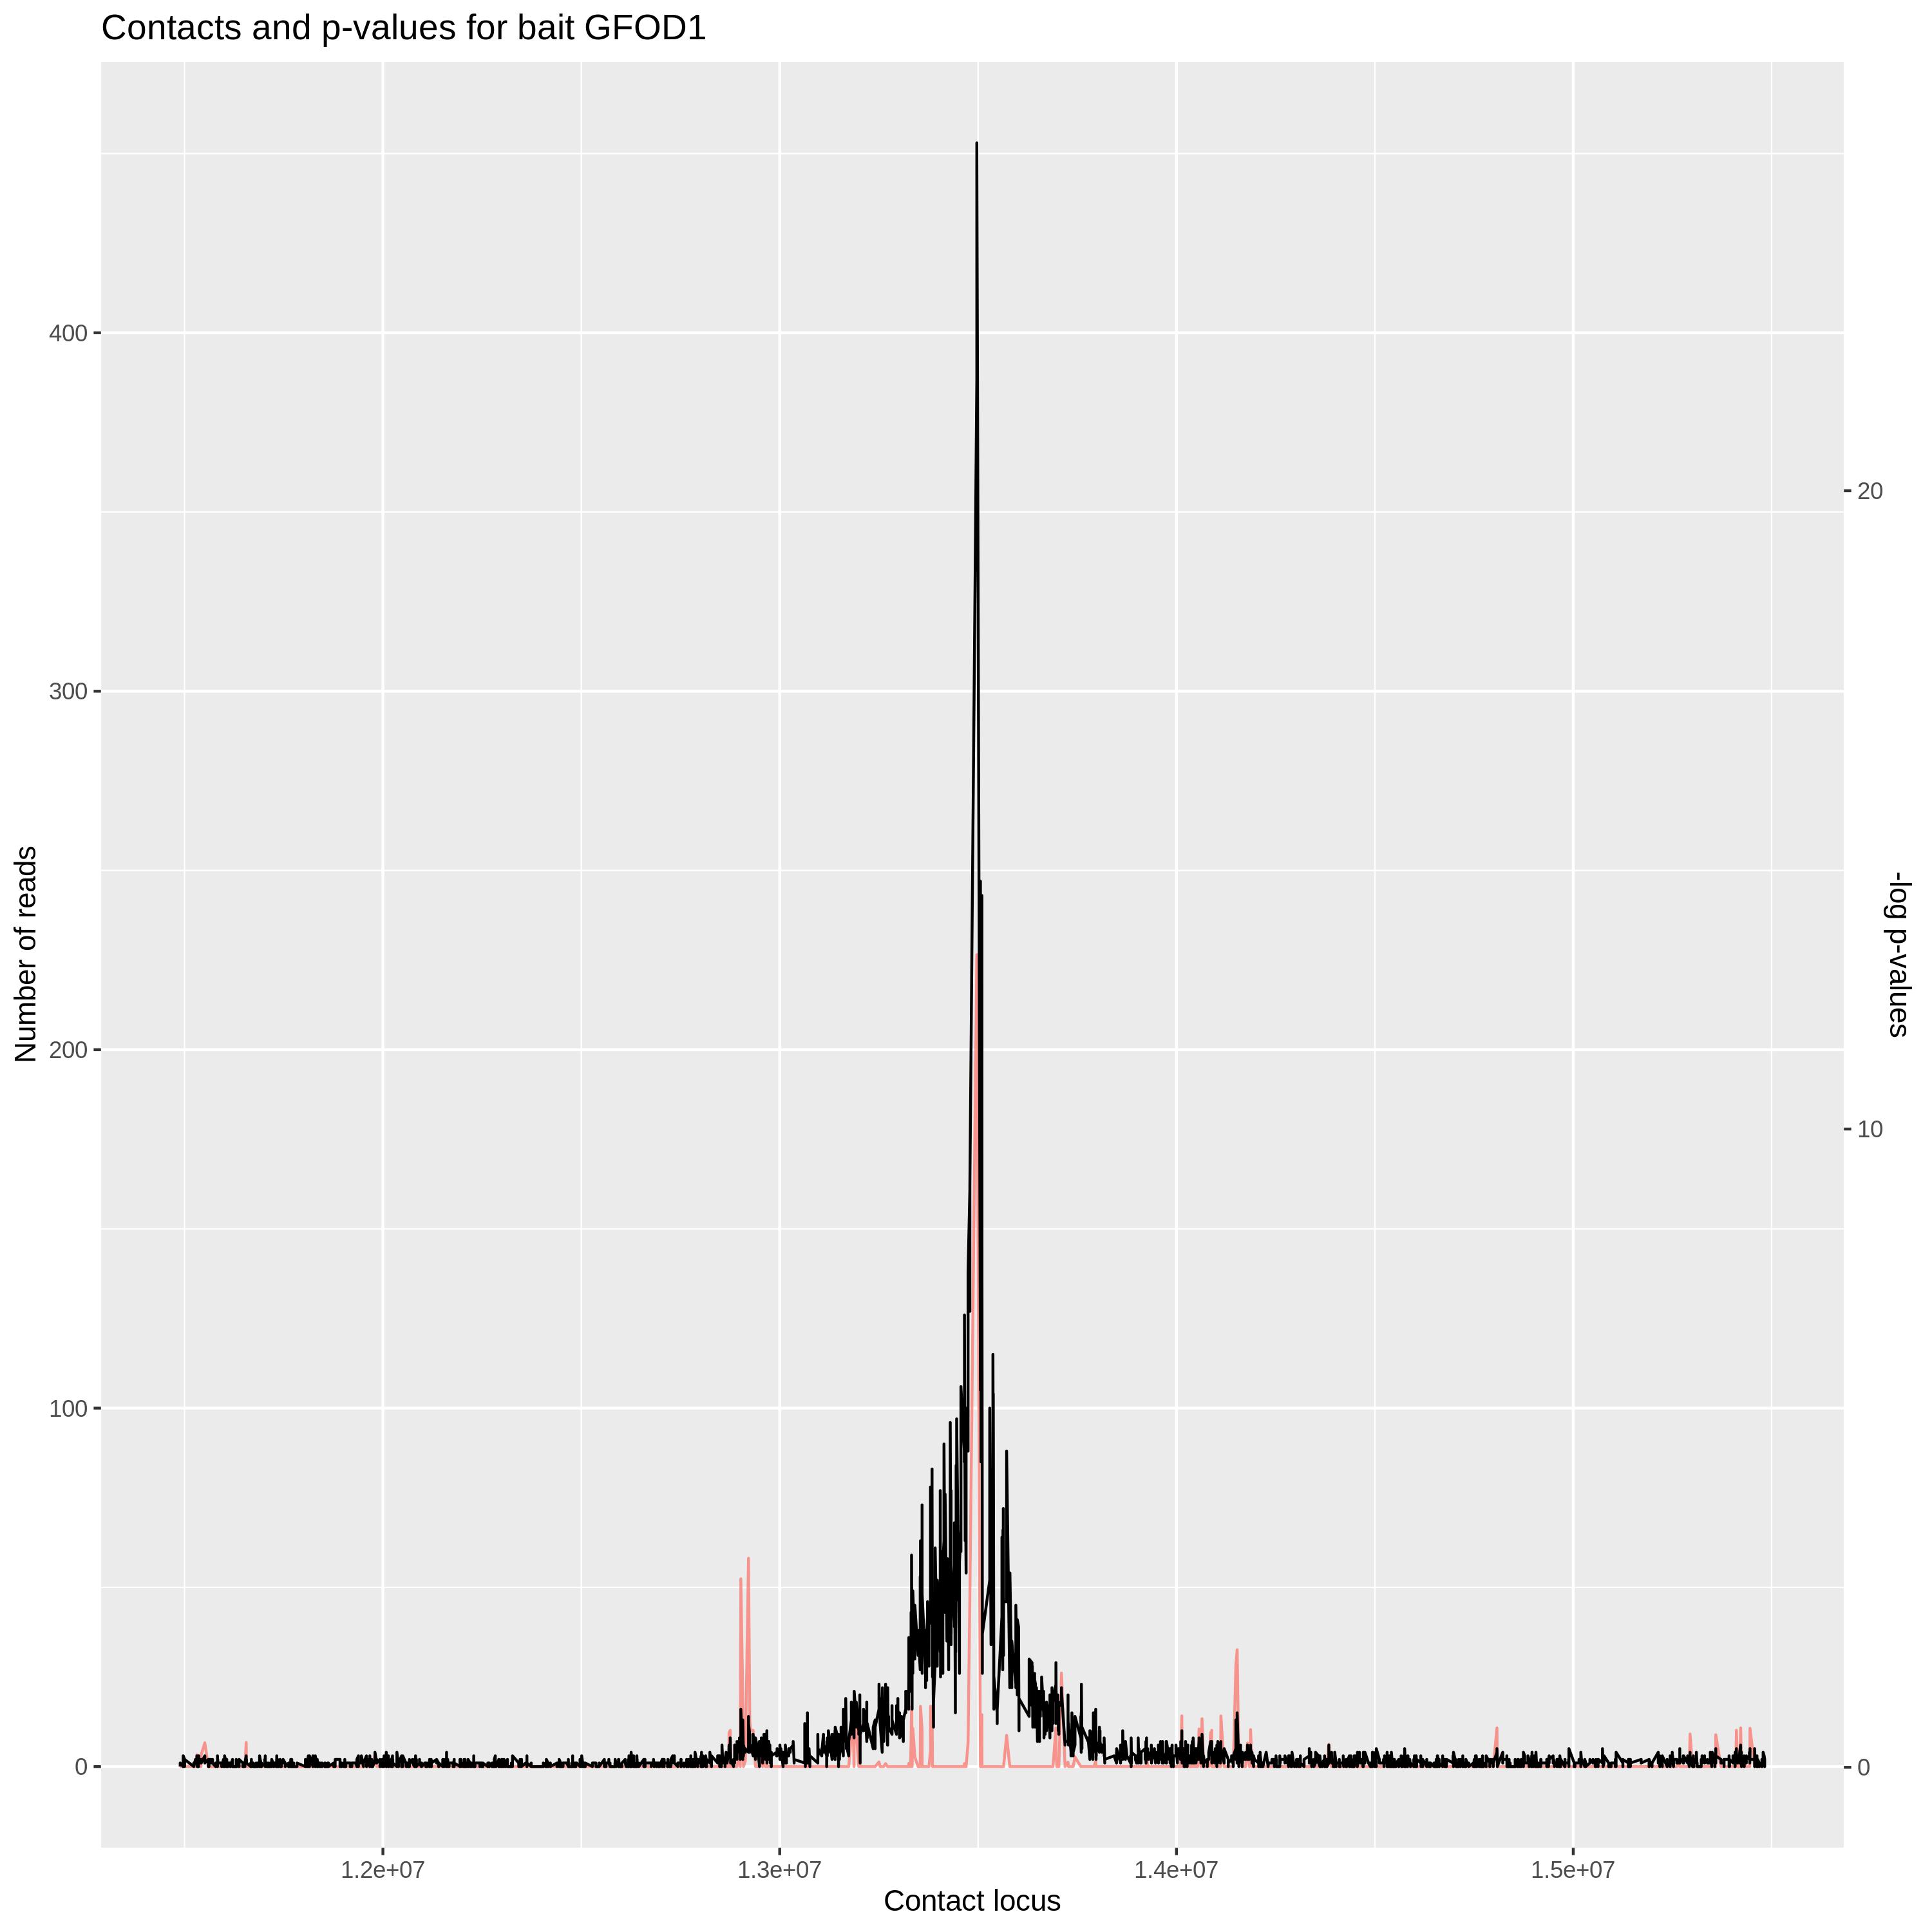 Contacts and p-values for bait GFOD1
Number of reads
400
300
200
100
0
20
10
0
-log p-values
1.2e+07
1.3e+07
1.4e+07
1.5e+07
Contact locus